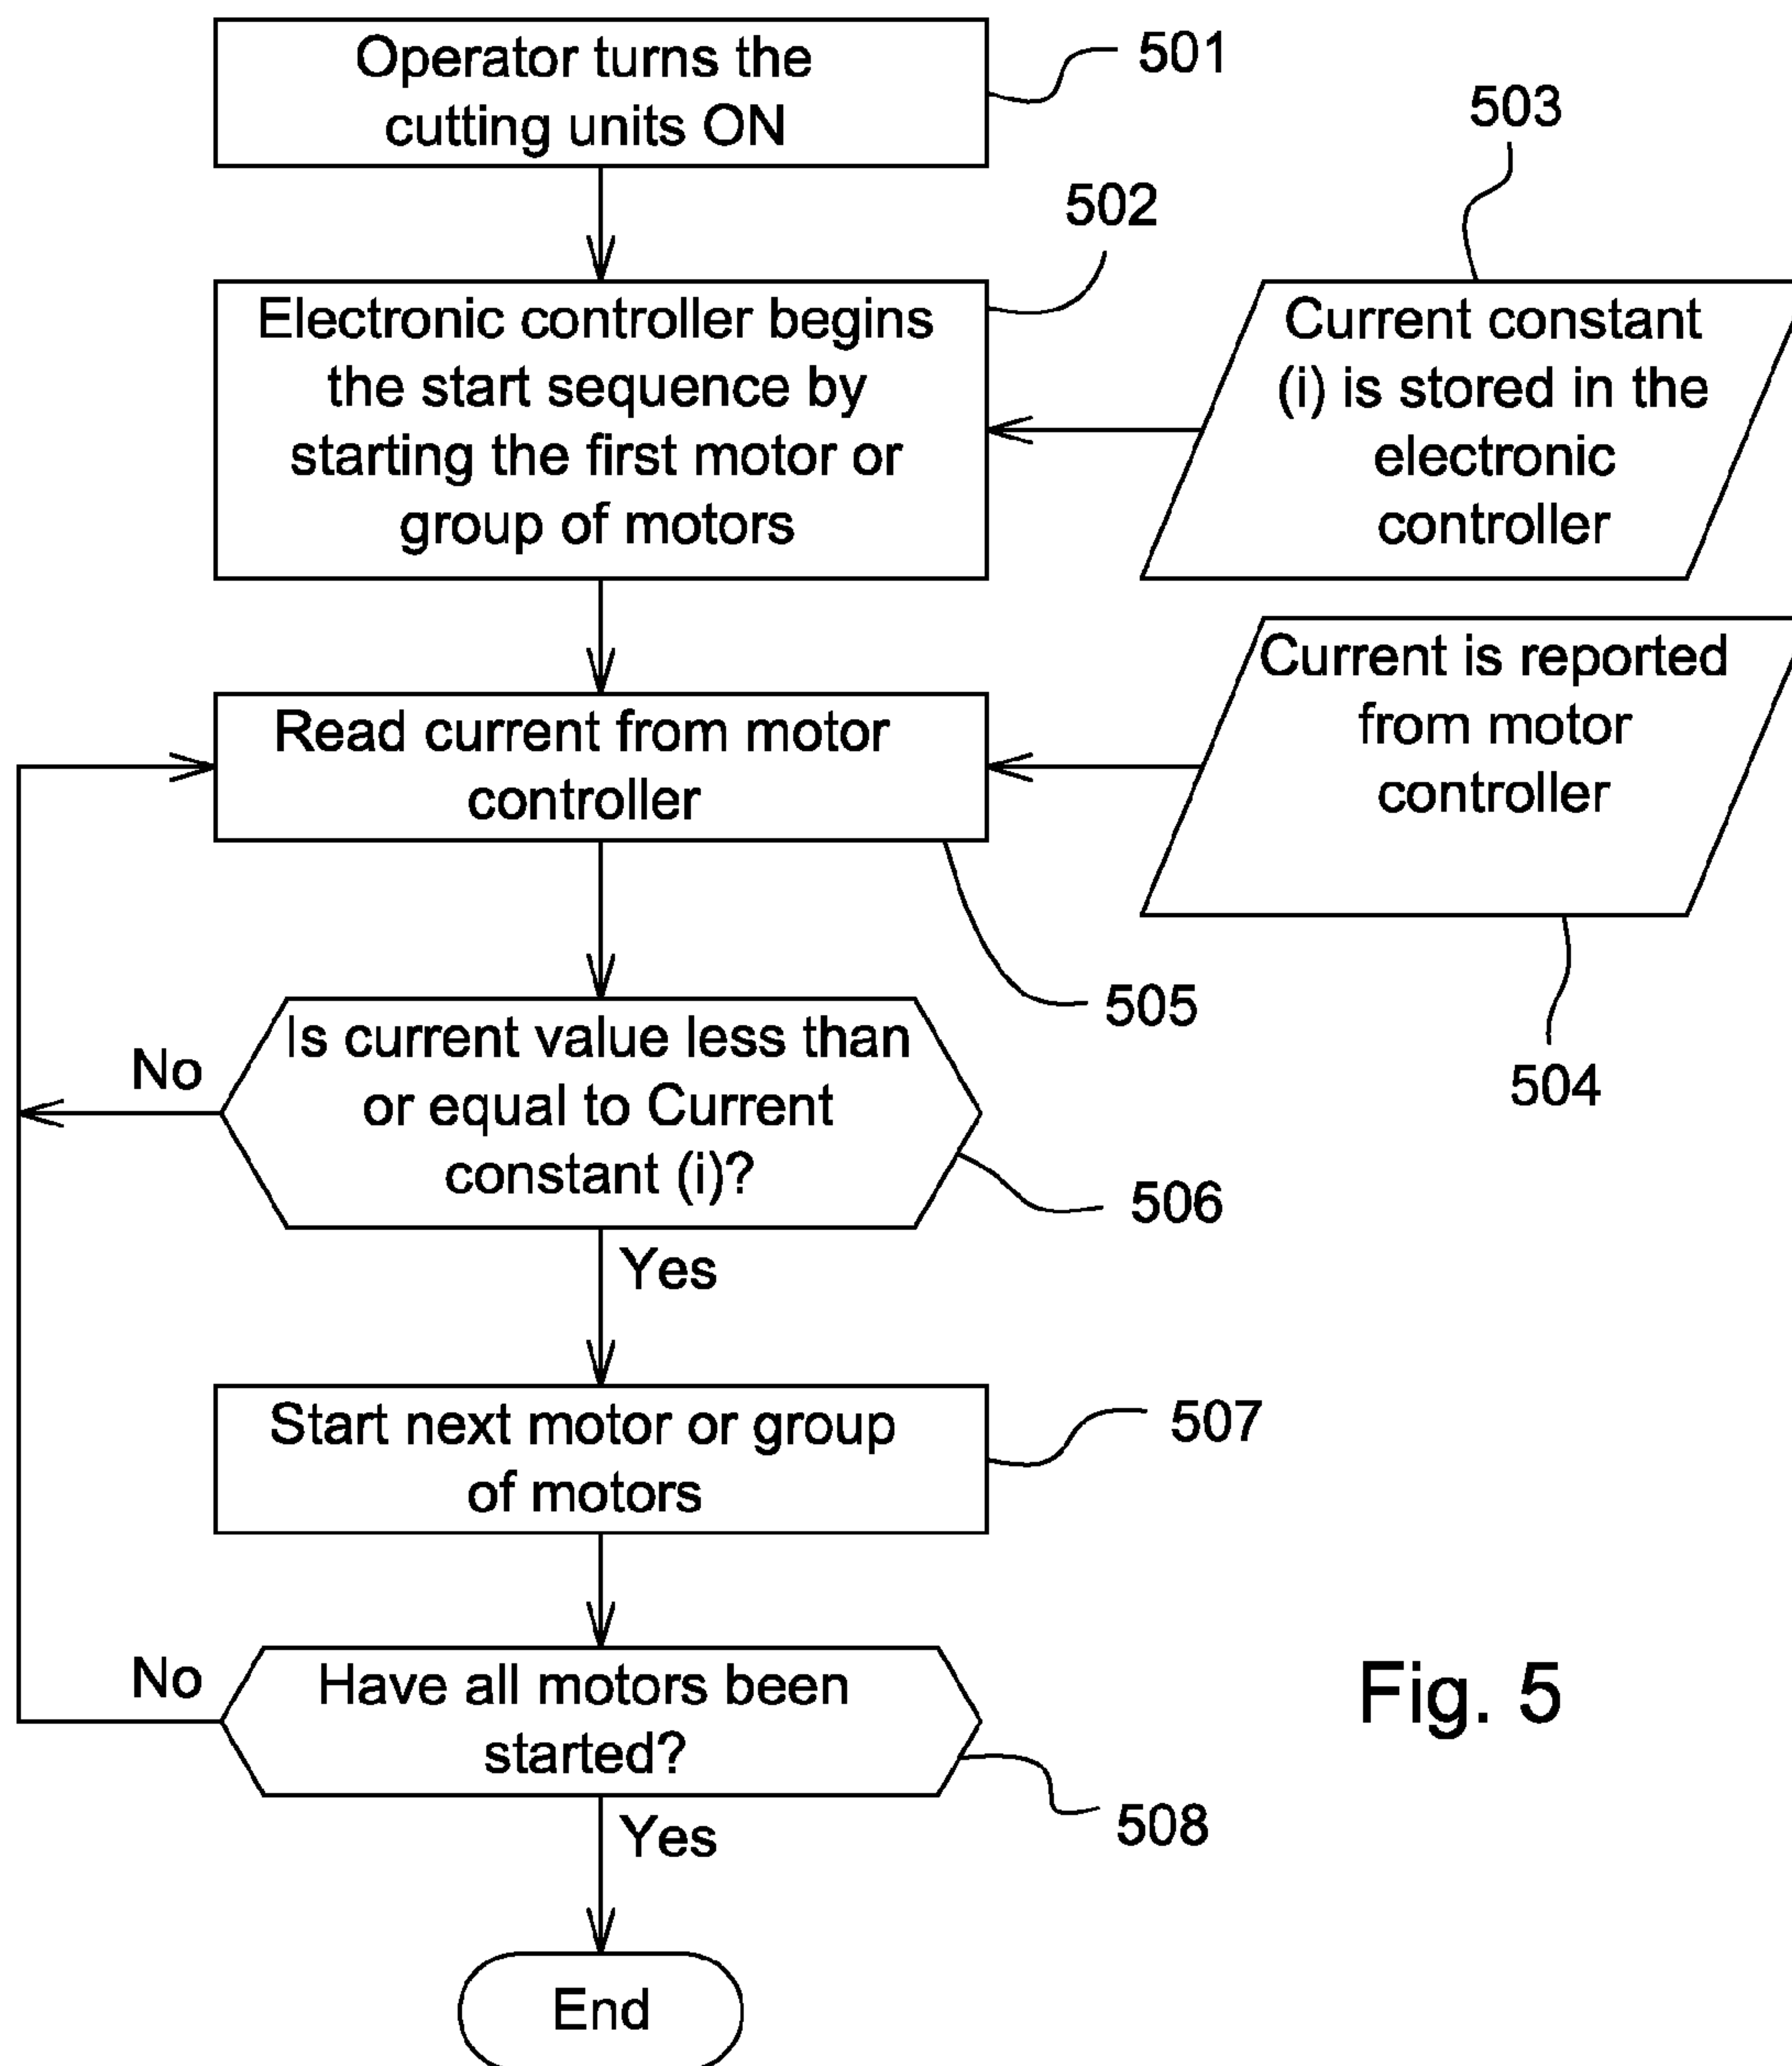 Operator turns the
cutting units ON
501
503
502
Electronic controller begins
the start sequence by
starting the first motor or
group of motors
Current constant
(i) is stored in the
electronic
controller
Current is reported
from motor
controller
Read current from motor
controller
505
504
Is current value less than
or equal to Current
constant (i)?
No
506
Yes
Start next motor or group
of motors
507
Have all motors been
started?
No
Fig. 5
508
Yes
End